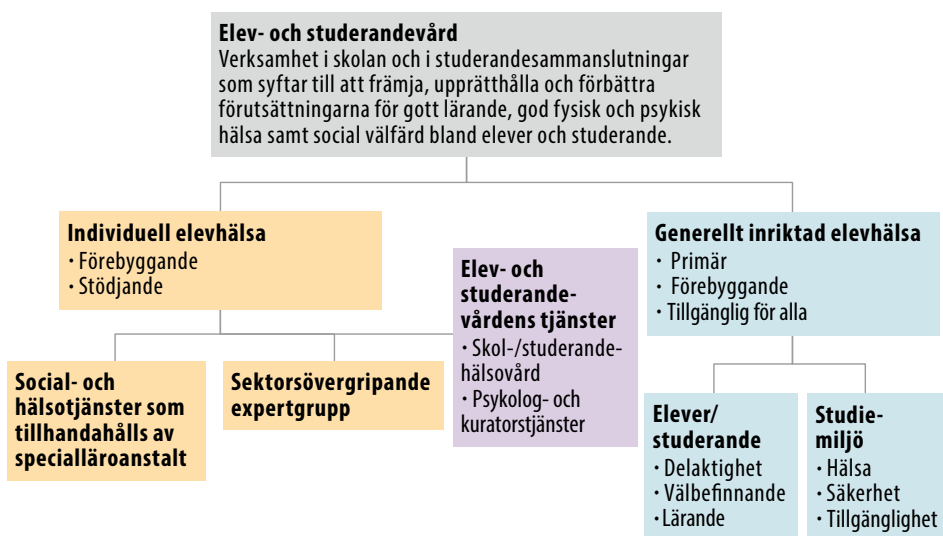 Elev- och studerandevård
Verksamhet i skolan och i studerandesammanslutningar
som syftar till att främja, upprätthålla och förbättra
förutsättningarna för gott lärande, god fysisk och psykisk
hälsa samt social välfärd bland elever och studerande.
Individuell elevhälsa
· Förebyggande
· Stödjande
Social- och
hälsotjänster som
tillhandahålls av
specialläroanstalt
Sektorsövergripande
expertgrupp
Elev- och
studerande-
vårdens tjänster
· Skol-/studerande-
hälsovård
· Psykolog- och
kuratorstjänster
Generellt inriktad elevhälsa
· Primär
· Förebyggande
· Tillgänglig för alla
Elever/
studerande
· Delaktighet
· Välbefinnande
· Lärande
Studie-
miljö
· Hälsa
· Säkerhet
· Tillgänglighet